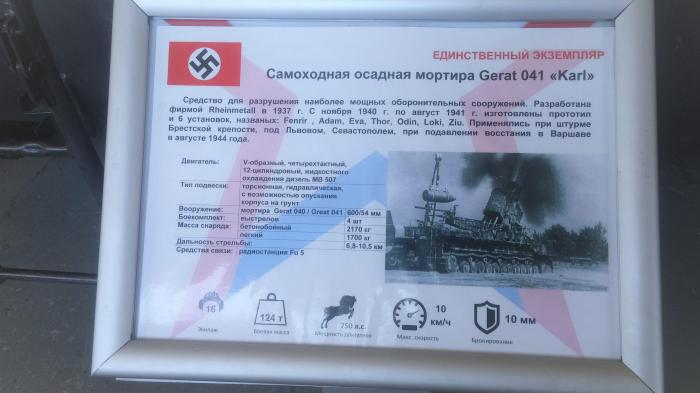 ЕДИНСТВЕННЫЙ ЭКЗЕМПЛЯР
Самоходная осадная мортира Gerat 041 «Karl»
Средство для разрушения наиболее мощных оборонительных сооружений. Разработана
фирмой Rheinmetall в 1937 г. С ноября 1940 г. по август 1941 г. изготовлены прототип
и 6 установок, названых: Fenrir , Adam, Eva, Thor, Odin, Loki, Ziu. Применялись при штурме
Брестской крепости, под Львовом, Севастополем, при подавлении восстания в Варшаве
в августе 1944 года.
Двигатель: V-образный, четырехтактный,
12-цилиндровый, жидкостного
охлаждения дизель MB 507
Тип подвески: торсионная, гидравлическая,
с возможностью опускания
корпуса на грунт
Вооружение: мортира Gerat 040 / Great 041 600/54 мм
Боекомплект: выстрелов 4 шт
Масса снаряда: бетонобойный 2170 кг
легкий 1700 кг
Дальность стрельбы: 6,8-10,5 км
Средства связи: радиостанция Fu 5
16
Экипаж
124 т
Боевая масса
750 л.с.
Мощность двигателя
10
км/ч
Макс. скорость
10 мм
Бронирование